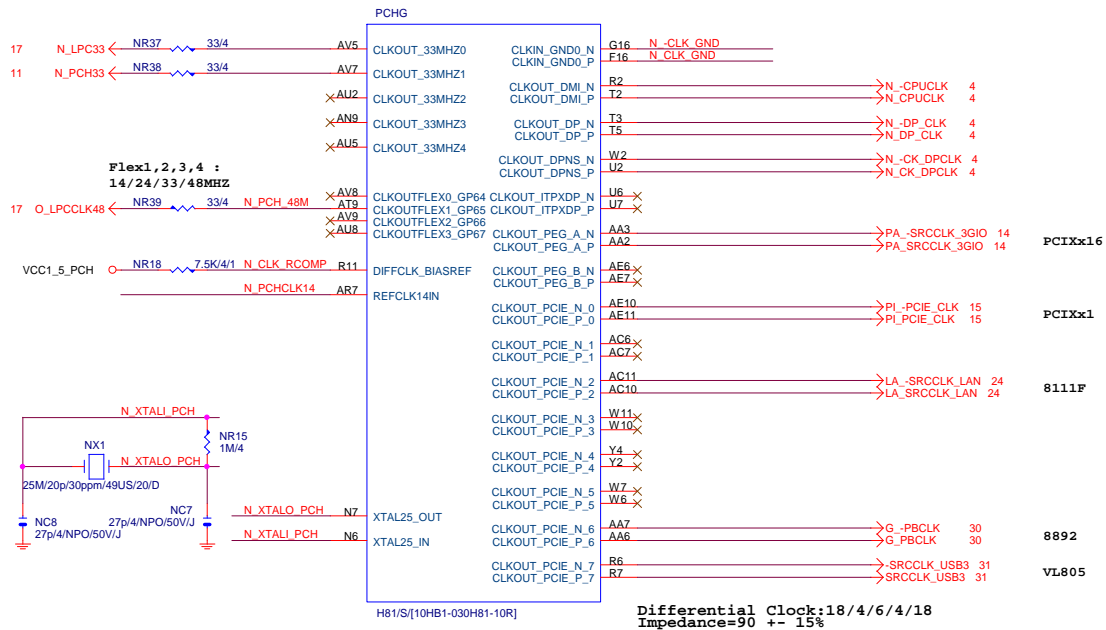 PCHG
17 N_LPC33 NR37 33/4 AV5 CLKOUT_33MHZ0
11 N_PCH33 NR38 33/4 AV7 CLKOUT_33MHZ1
AU2 CLKOUT_33MHZ2
AN9 CLKOUT_33MHZ3
AU5 CLKOUT_33MHZ4
Flex1,2,3,4 :
14/24/33/48MHZ
AV8 CLKOUTFLEX0_GP64
17 O_LPCCLK48 NR39 33/4 N_PCH_48M AT9 CLKOUTFLEX1_GP65
AV9 CLKOUTFLEX2_GP66
AU8 CLKOUTFLEX3_GP67
VCC1_5_PCH NR18 7.5K/4/1 N_CLK_RCOMP R11 DIFFCLK_BIASREF
N_PCHCLK14 AR7 REFCLK14IN
N_XTALI_PCH
NR15
1M/4
NX1
N_XTALO_PCH
25M/20p/30ppm/49US/20/D
NC8
27p/4/NPO/50V/J
NC7
27p/4/NPO/50V/J
N_XTALO_PCH N7 XTAL25_OUT
N_XTALI_PCH N6 XTAL25_IN
CLKIN_GND0_N G16 N_-CLK_GND
CLKIN_GND0_P F16 N_CLK_GND
CLKOUT_DMI_N R2 N_-CPUCLK 4
CLKOUT_DMI_P T2 N_CPUCLK 4
CLKOUT_DP_N T3 N_-DP_CLK 4
CLKOUT_DP_P T5 N_DP_CLK 4
CLKOUT_DPNS_N W2 N_-CK_DPCLK 4
CLKOUT_DPNS_P U2 N_CK_DPCLK 4
CLKOUT_ITPXDP_N U6
CLKOUT_ITPXDP_P U7
CLKOUT_PEG_A_N AA3 PA_-SRCCLK_3GIO 14
CLKOUT_PEG_A_P AA2 PA_SRCCLK_3GIO 14
PCIXx16
CLKOUT_PEG_B_N AE6
CLKOUT_PEG_B_P AE7
CLKOUT_PCIE_N_0 AE10 PI_-PCIE_CLK 15
CLKOUT_PCIE_P_0 AE11 PI_PCIE_CLK 15
PCIXx1
CLKOUT_PCIE_N_1 AC6
CLKOUT_PCIE_P_1 AC7
CLKOUT_PCIE_N_2 AC11 LA_-SRCCLK_LAN 24
CLKOUT_PCIE_P_2 AC10 LA_SRCCLK_LAN 24
8111F
CLKOUT_PCIE_N_3 W11
CLKOUT_PCIE_P_3 W10
CLKOUT_PCIE_N_4 Y4
CLKOUT_PCIE_P_4 Y2
CLKOUT_PCIE_N_5 W7
CLKOUT_PCIE_P_5 W6
CLKOUT_PCIE_N_6 AA7 G_-PBCLK 30
CLKOUT_PCIE_P_6 AA6 G_PBCLK 30
8892
CLKOUT_PCIE_N_7 R6 -SRCCLK_USB3 31
CLKOUT_PCIE_P_7 R7 SRCCLK_USB3 31
VL805
H81/S/[10HB1-030H81-10R]
Differential Clock:18/4/6/4/18
Impedance=90 +- 15%